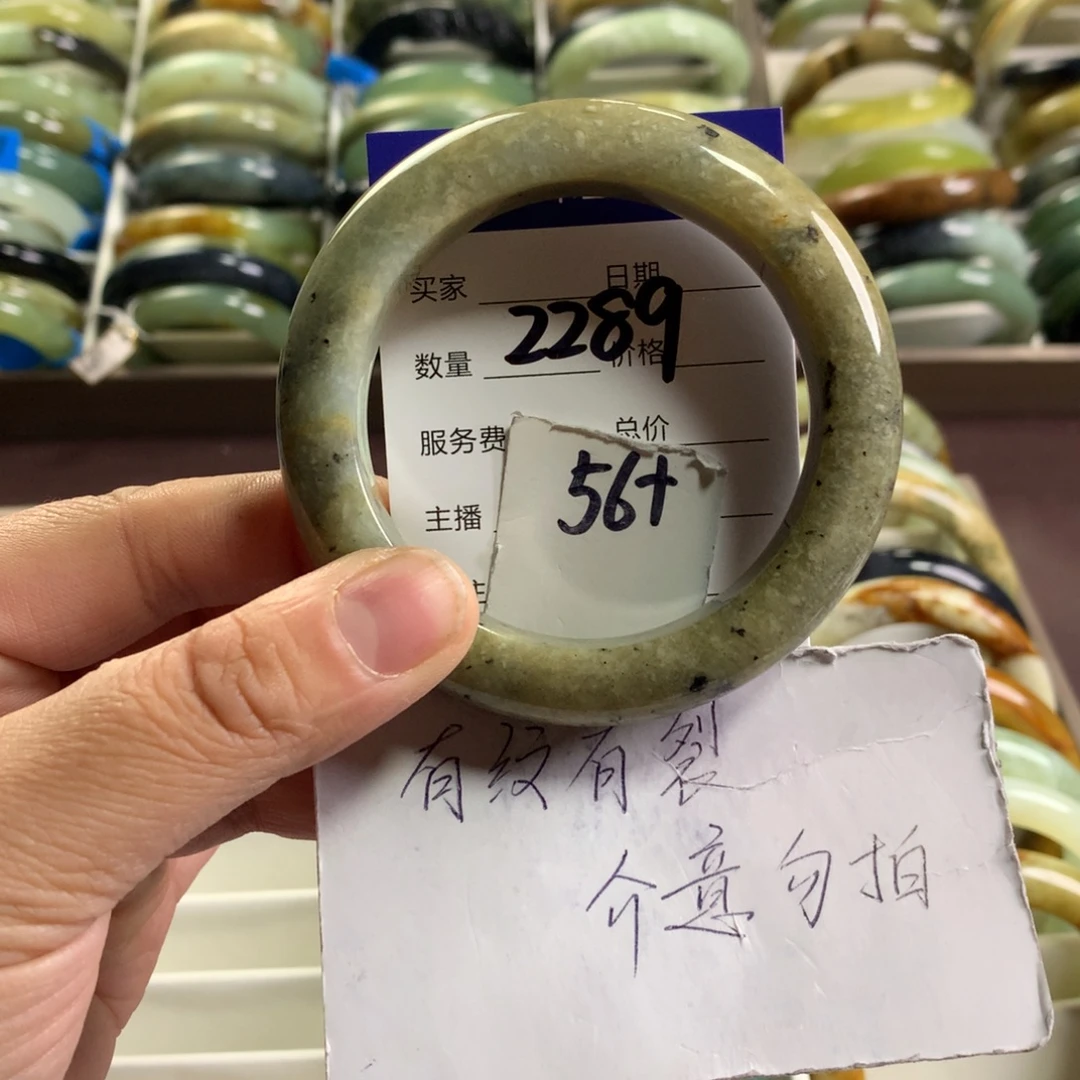 买家 日期
2289
数量 价格
服务费 总价
56+
主播
有纹有裂
介意勿拍